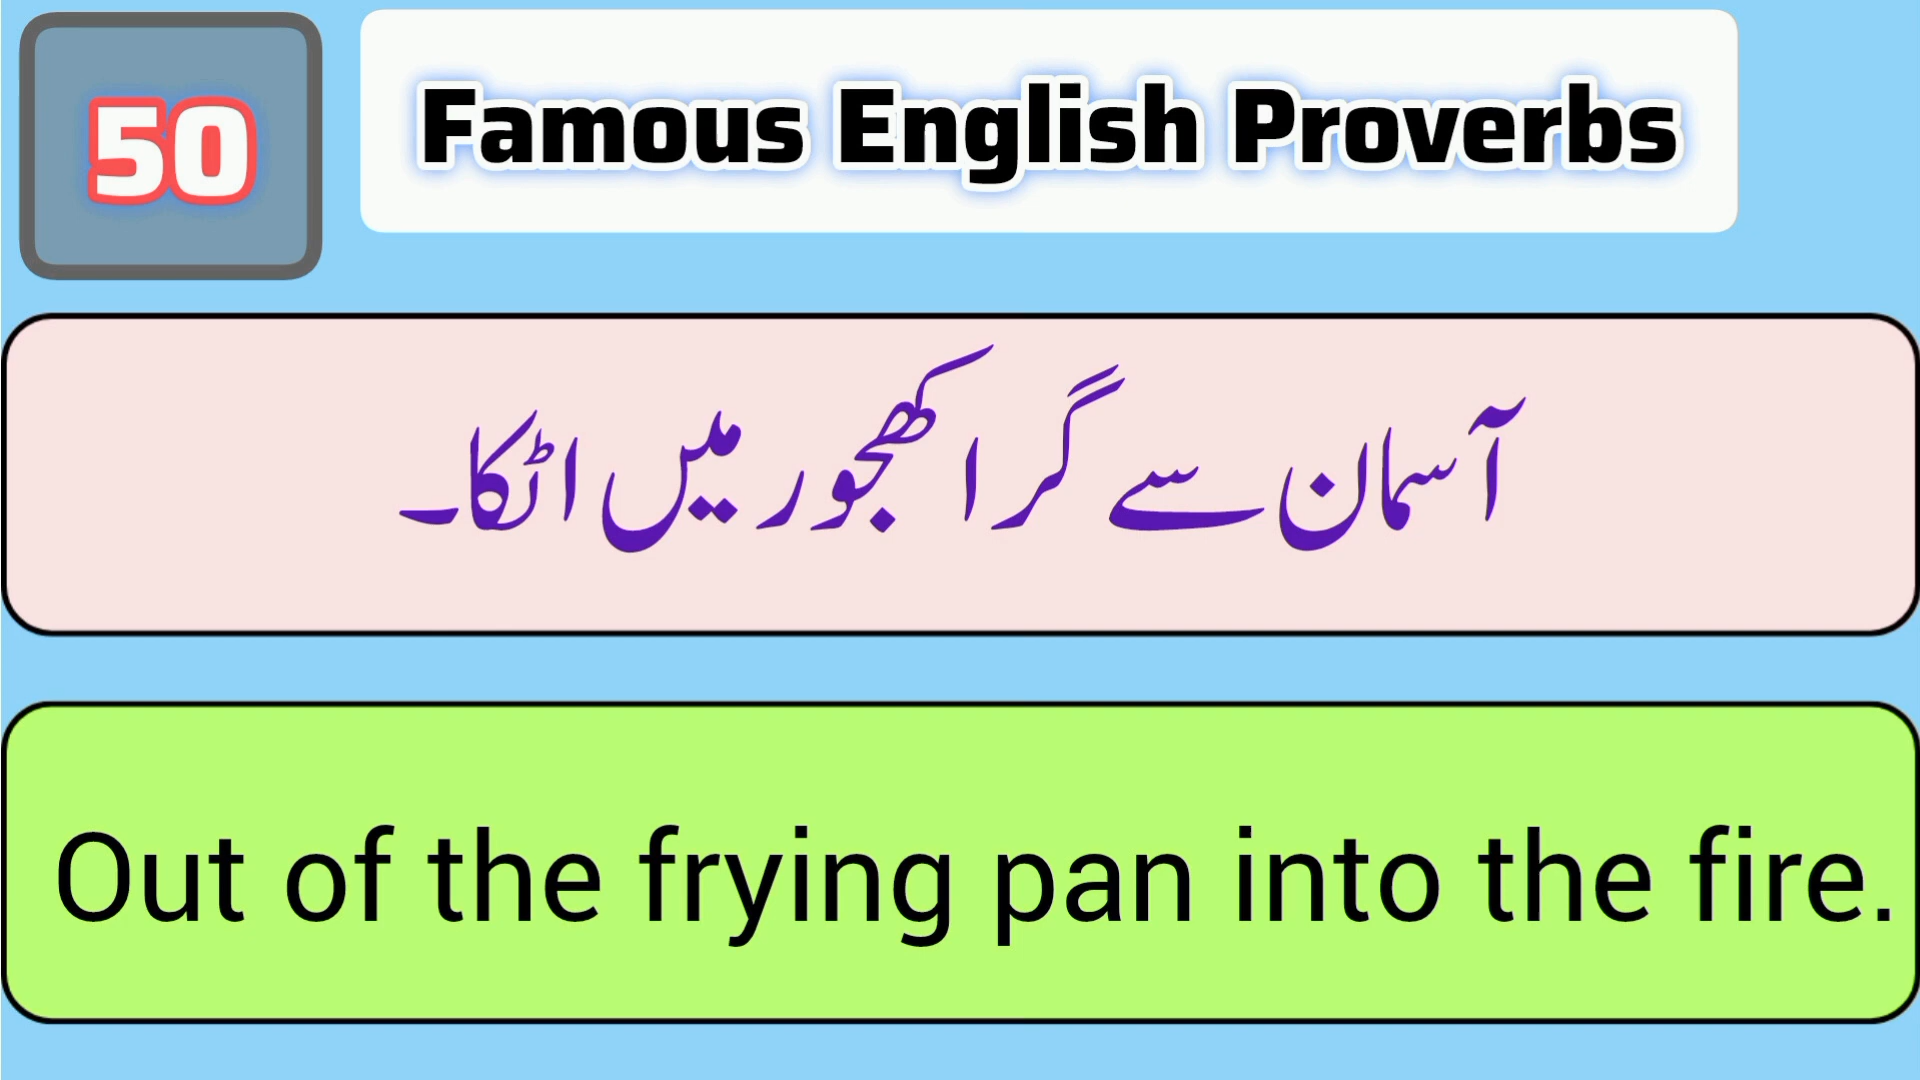 50
Famous English Proverbs
آسمان سے گرا کھجور میں اٹکا۔
Out of the frying pan into the fire.